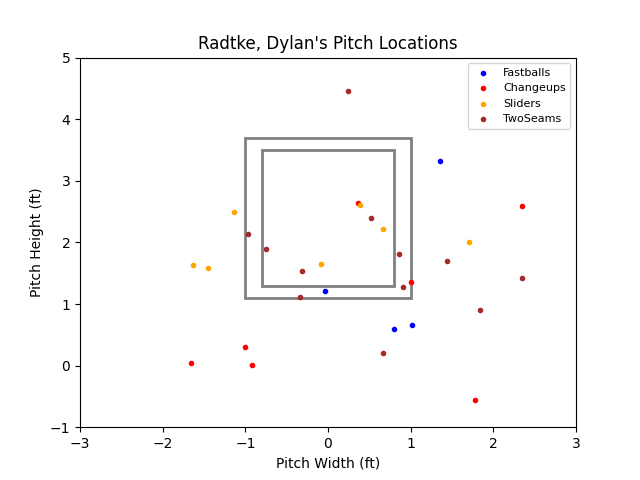 Radtke, Dylan's Pitch Locations
Fastballs
Changeups
Sliders
TwoSeams
5
4
3
2
1
0
−1
Pitch Height (ft)
−3
−2
−1
0
1
2
3
Pitch Width (ft)